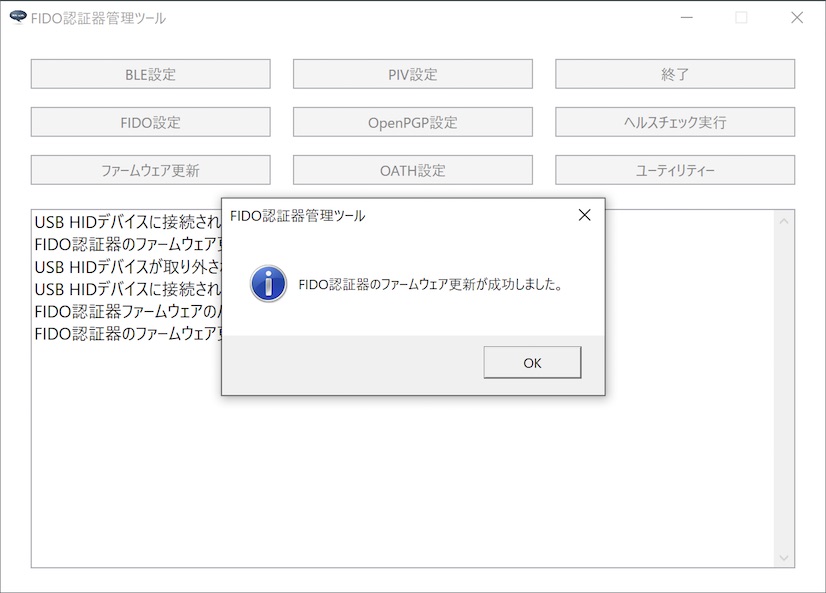 FIDO認証器管理ツール
BLE設定
PIV設定
終了
FIDO設定
OpenPGP設定
ヘルスチェック実行
ファームウェア更新
OATH設定
ユーティリティー
USB HIDデバイスに接続され
FIDO認証器のファームウェア
USB HIDデバイスが取り外さ
USB HIDデバイスに接続され
FIDO認証器ファームウェアの
FIDO認証器のファームウェア
FIDO認証器管理ツール
FIDO認証器のファームウェア更新が成功しました。
OK